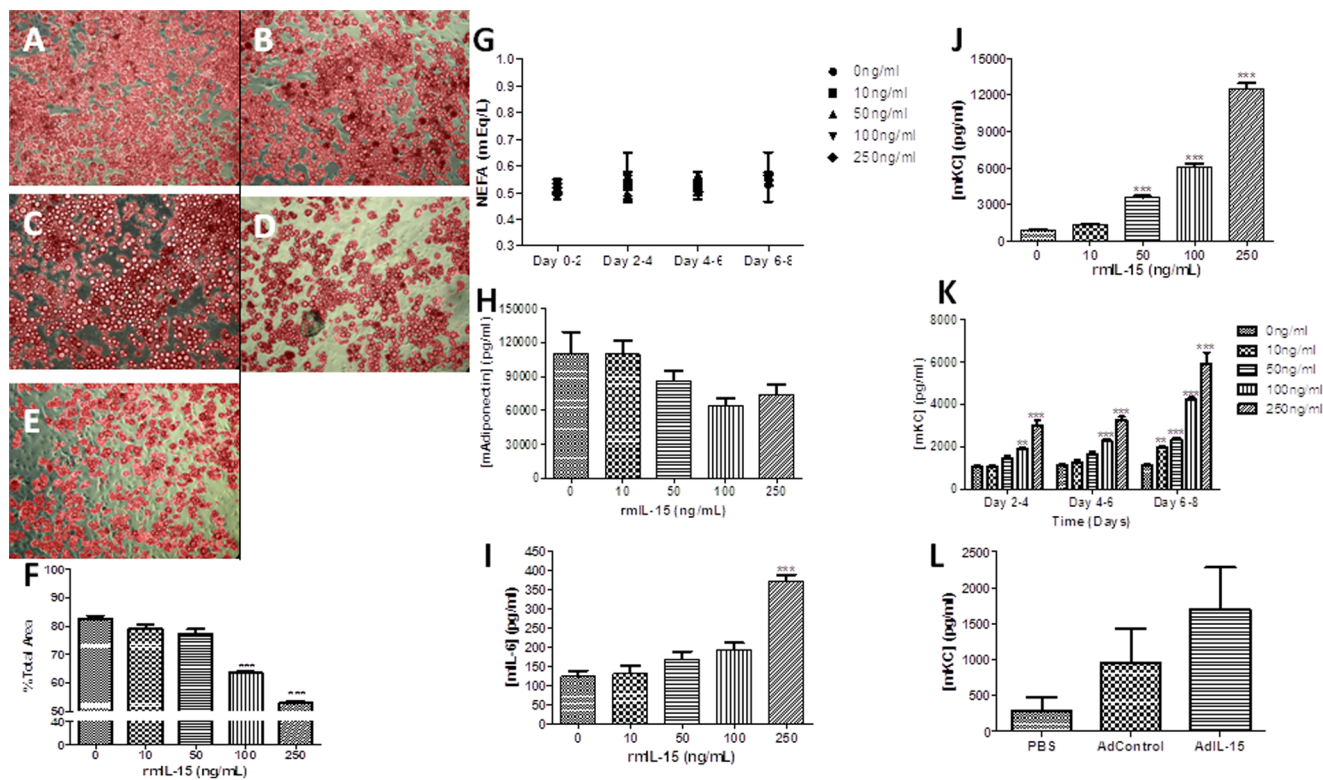 A
B
C
D
E
F
%Total Area
100
90
80
70
60
50
40
0
***
***
0
10
50
100
250
rmIL-15 (ng/mL)
G
NEFA (mEq/L)
1.0
0.9
0.8
0.7
0.6
0.5
0.4
0.3
Day 0-2
Day 2-4
Day 4-6
Day 6-8
0ng/ml
10ng/ml
50ng/ml
100ng/ml
250ng/ml
H
[mAdiponectin] (pg/ml)
150000
120000
90000
60000
30000
0
0
10
50
100
250
rmIL-15 (ng/mL)
I
[mIL-6] (pg/ml)
450
400
350
300
250
200
150
100
50
0
***
0
10
50
100
250
rmIL-15 (ng/mL)
J
[mKC] (pg/ml)
15000
12000
9000
6000
3000
0
***
***
***
0
10
50
100
250
rmIL-15 (ng/mL)
K
[mKC] (pg/ml)
8000
6000
4000
2000
0
**
***
***
***
**
***
***
***
Day 2-4
Day 4-6
Day 6-8
Time (Days)
0ng/ml
10ng/ml
50ng/ml
100ng/ml
250ng/ml
L
[mKC] (pg/ml)
2500
2000
1500
1000
500
0
PBS
AdControl
AdIL-15